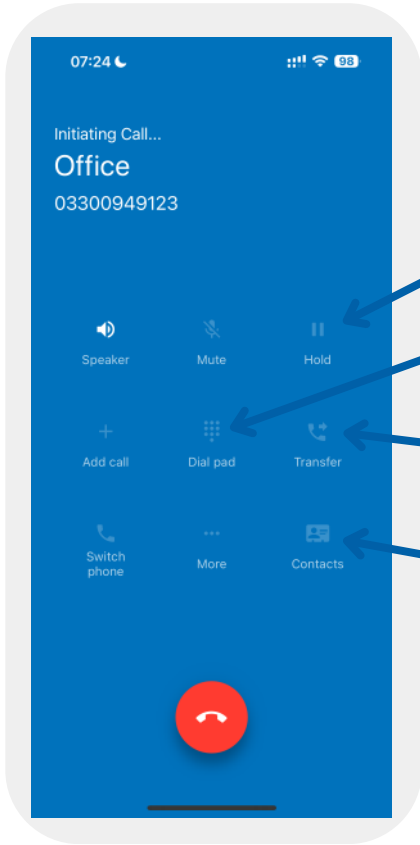 07:24 98
Initiating Call...
Office
03300949123
Speaker Mute Hold
Add call Dial pad Transfer
Switch
phone More Contacts